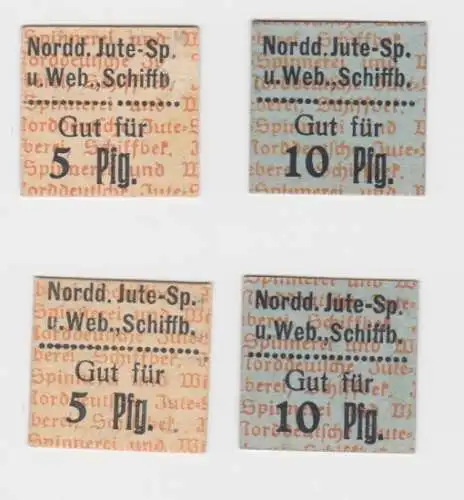 Nordd. Jute-Sp.
u. Web., Schiffb
Gut für
5 Pfg.
Nordd. Jute-Sp.
u. Web., Schiffb.
Gut für
10 Pfg.
Nordd. Jute-Sp.
u. Web., Schiffb.
Gut für
5 Pfg.
Nordd. Jute-Sp.
u. Web., Schiffb.
Gut für
10 Pfg.